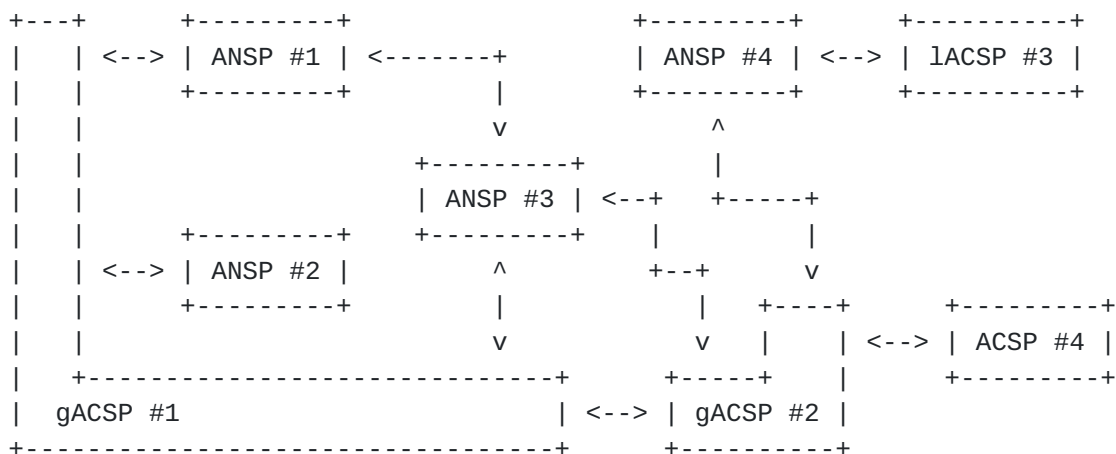 ANSP #1 ANSP #4 lACSP #3
ANSP #3
ANSP #2
ACSP #4
gACSP #1 gACSP #2